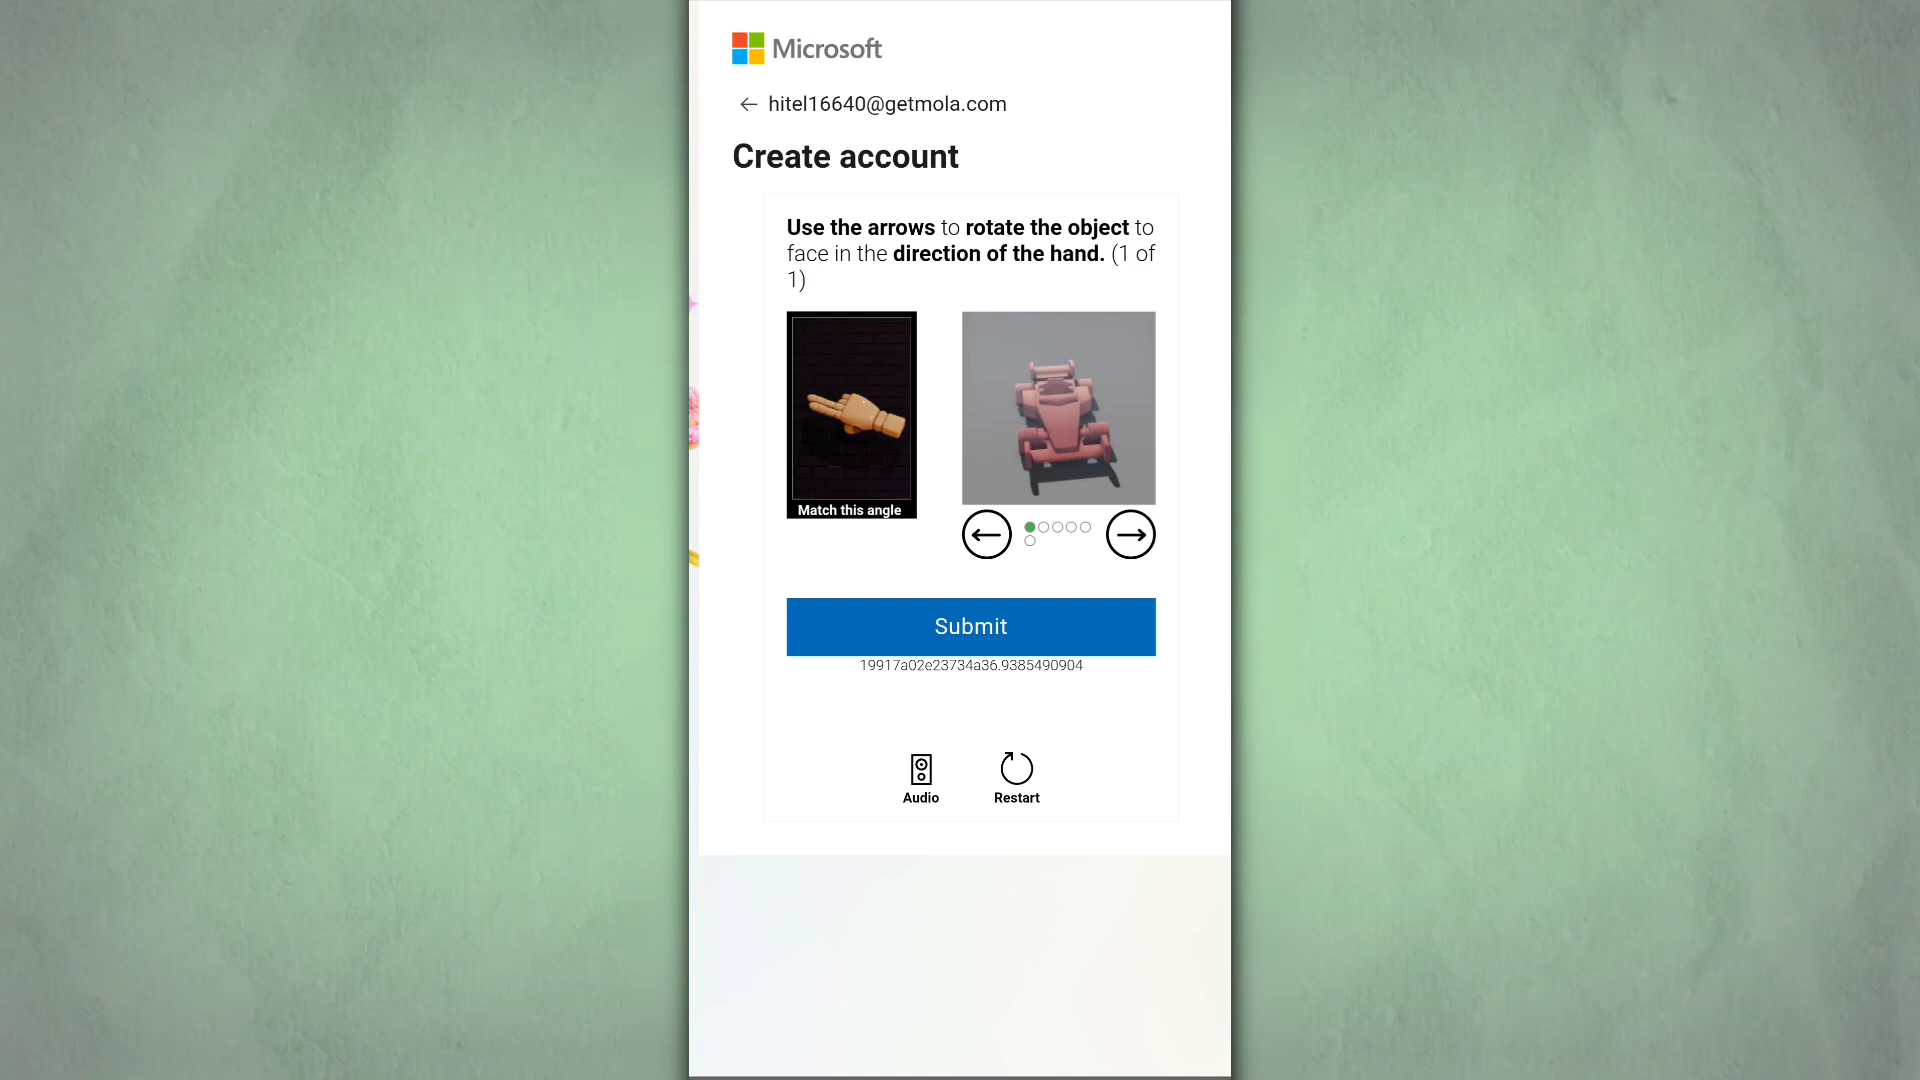 Microsoft
hitel16640@getmola.com
Create account
Use the arrows to rotate the object to
face in the direction of the hand. (1 of
1)
Match this angle
Submit
19917a02e23734a36.9385490904
Audio
Restart